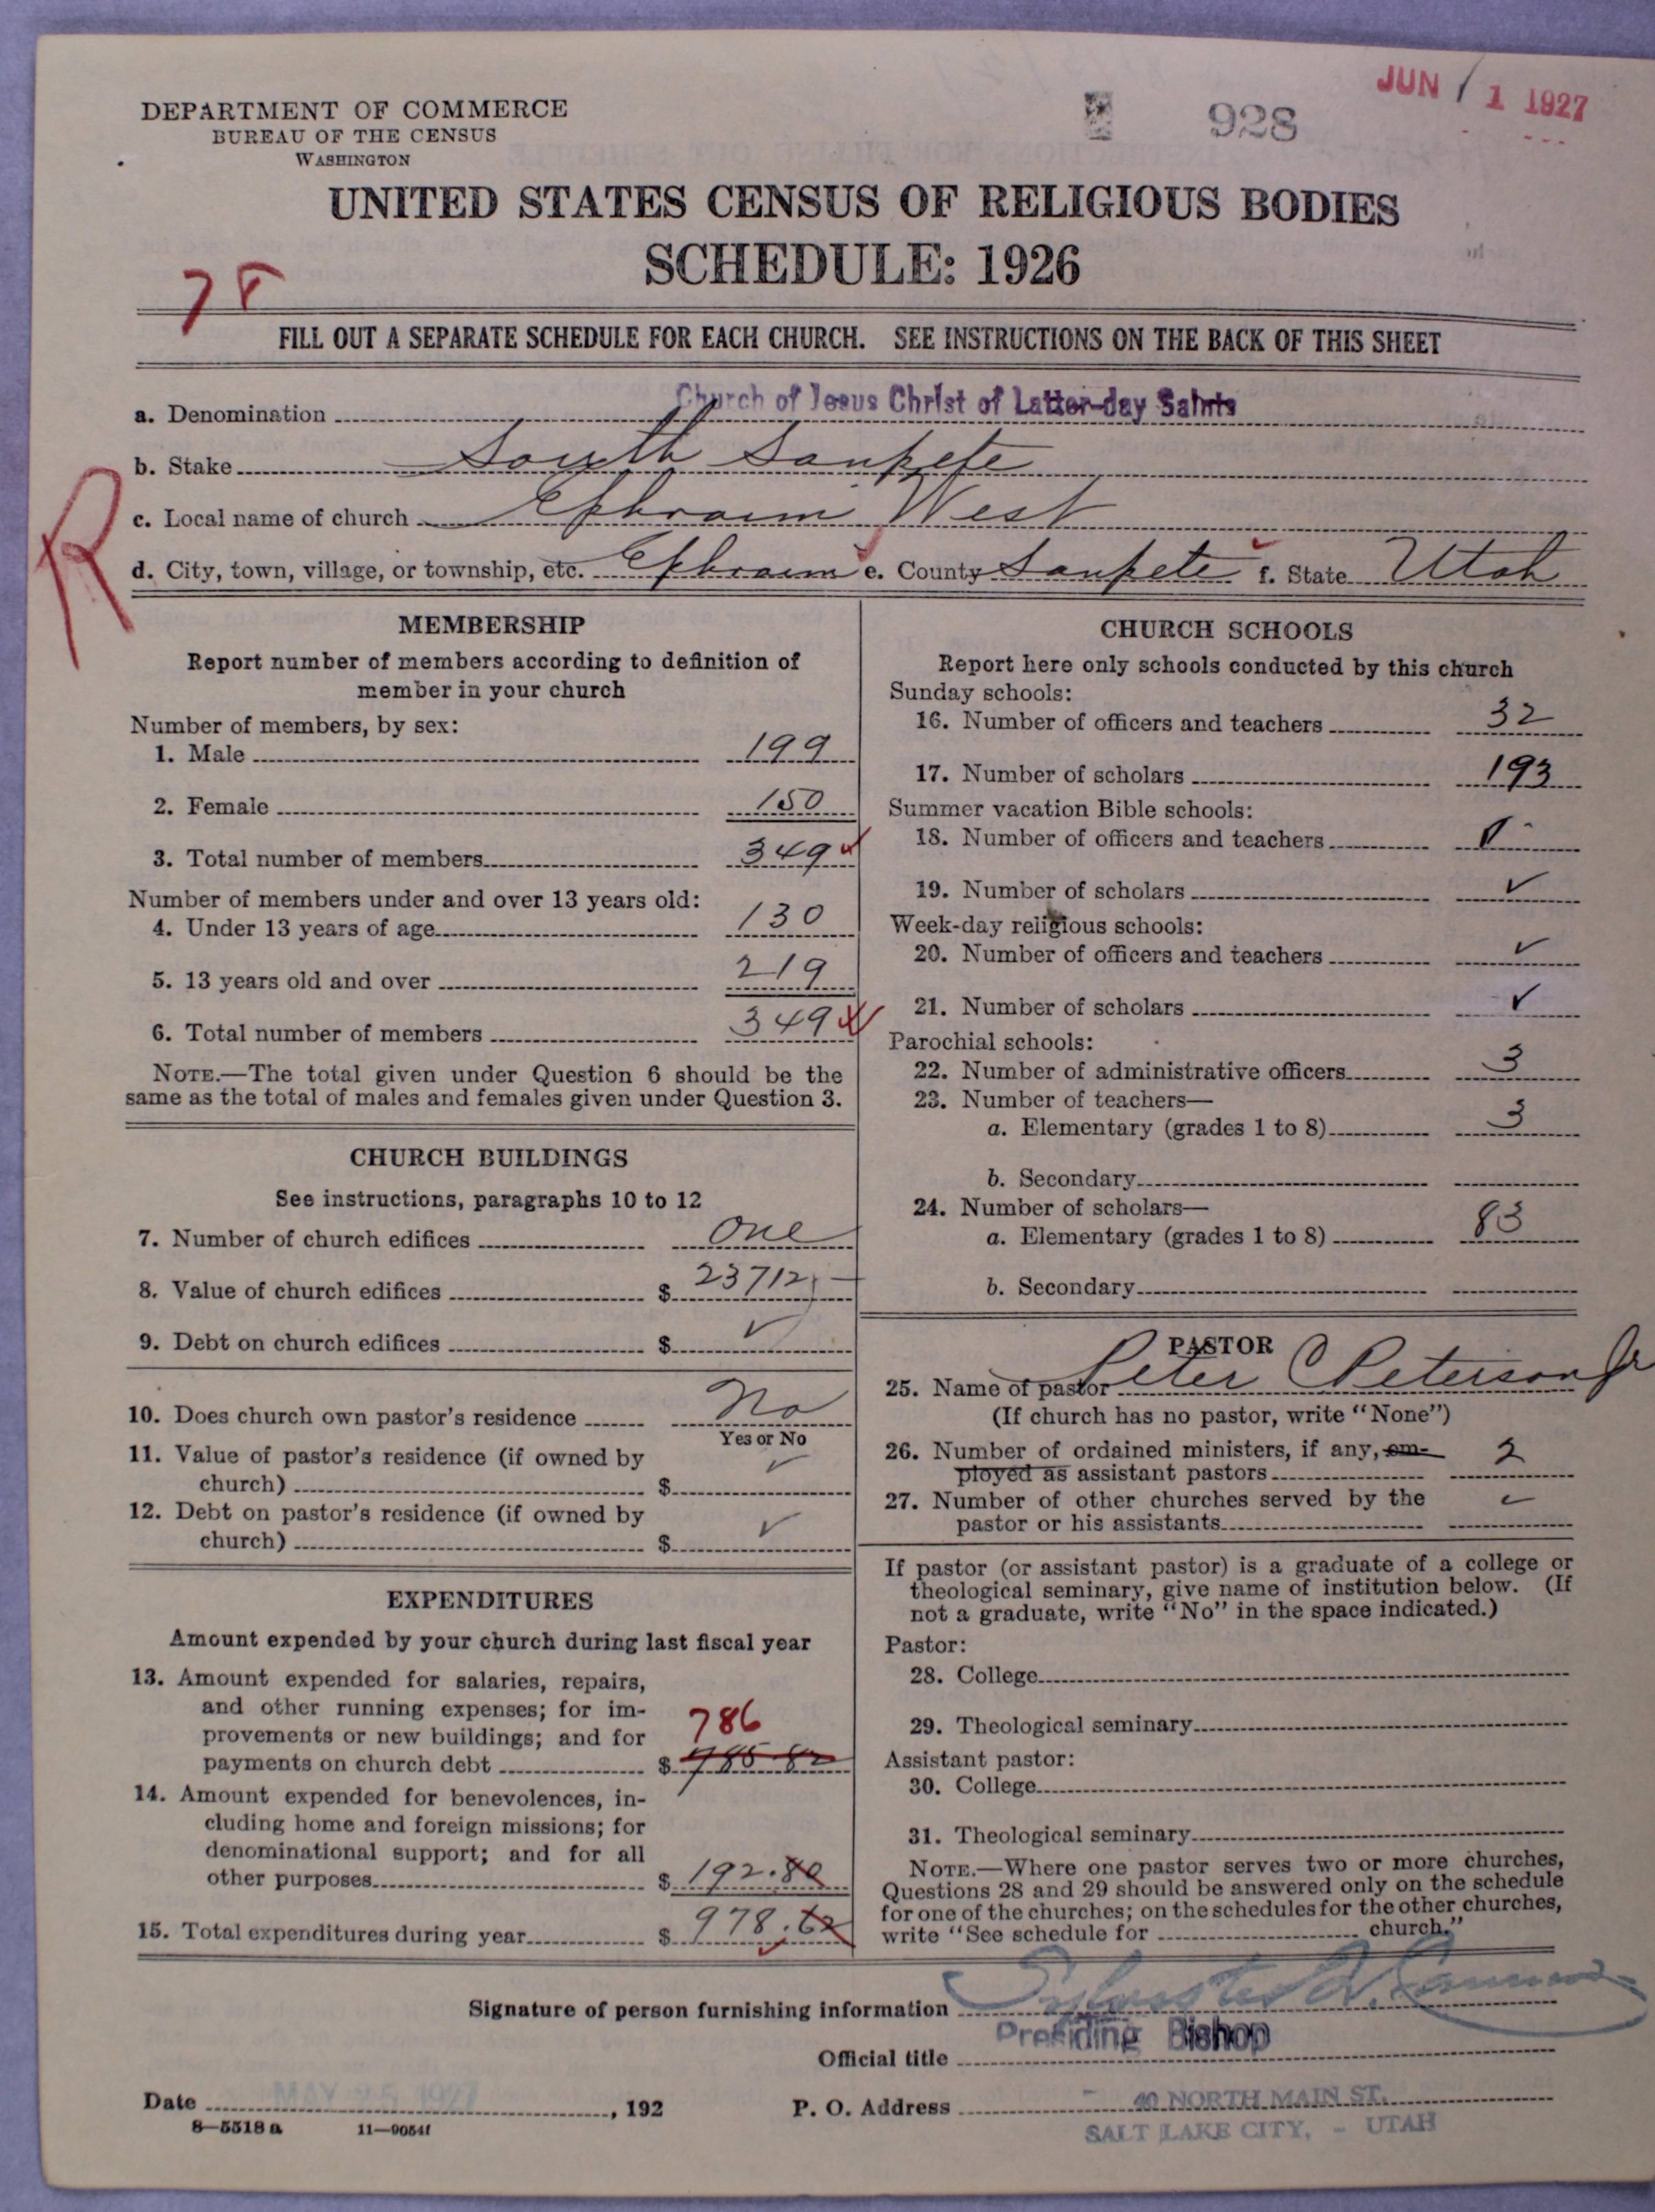 DEPARTMENT OF COMMERCE
BUREAU OF THE CENSUS
WASHINGTON
928
JUN 1 1927
UNITED STATES CENSUS OF RELIGIOUS BODIES
SCHEDULE: 1926
78
FILL OUT A SEPARATE SCHEDULE FOR EACH CHURCH. SEE INSTRUCTIONS ON THE BACK OF THIS SHEET
a. Denomination Church of Jesus Christ of Latter-day Saints
b. Stake South Sanpete
R
c. Local name of church Ephraim West
d. City, town, village, or township, etc. Ephraim e. County Sanpete f. State Utah
MEMBERSHIP
Report number of members according to definition of
member in your church
Number of members, by sex:
1. Male 199
2. Female 150
3. Total number of members 349
Number of members under and over 13 years old:
4. Under 13 years of age 130
5. 13 years old and over 219
6. Total number of members 349
NOTE.—The total given under Question 6 should be the
same as the total of males and females given under Question 3.
CHURCH BUILDINGS
See instructions, paragraphs 10 to 12
7. Number of church edifices One
8. Value of church edifices $ 23712,—
9. Debt on church edifices $ ✓
10. Does church own pastor's residence No
Yes or No
11. Value of pastor's residence (if owned by
church) $ ✓
12. Debt on pastor's residence (if owned by
church) $ ✓
EXPENDITURES
Amount expended by your church during last fiscal year
13. Amount expended for salaries, repairs,
and other running expenses; for im-
provements or new buildings; and for 786
payments on church debt $ 785 82
14. Amount expended for benevolences, in-
cluding home and foreign missions; for
denominational support; and for all
other purposes $ 192.80
15. Total expenditures during year $ 978.62
CHURCH SCHOOLS
Report here only schools conducted by this church
Sunday schools:
16. Number of officers and teachers 32
17. Number of scholars 193
Summer vacation Bible schools:
18. Number of officers and teachers
19. Number of scholars ✓
Week-day religious schools:
20. Number of officers and teachers ✓
21. Number of scholars ✓
Parochial schools:
22. Number of administrative officers 3
23. Number of teachers—
a. Elementary (grades 1 to 8) 3
b. Secondary
24. Number of scholars—
a. Elementary (grades 1 to 8) 83
b. Secondary
PASTOR
25. Name of pastor Peter C Peterson Jr
(If church has no pastor, write "None")
26. Number of ordained ministers, if any, em-
ployed as assistant pastors 2
27. Number of other churches served by the
pastor or his assistants ✓
If pastor (or assistant pastor) is a graduate of a college or
theological seminary, give name of institution below. (If
not a graduate, write "No" in the space indicated.)
Pastor:
28. College
29. Theological seminary
Assistant pastor:
30. College
31. Theological seminary
NOTE.—Where one pastor serves two or more churches,
Questions 28 and 29 should be answered only on the schedule
for one of the churches; on the schedules for the other churches,
write "See schedule for church."
Signature of person furnishing information Sylvester Q. Cannon
Official title Presiding Bishop
Date MAY 25 1927, 192
P. O. Address 40 NORTH MAIN ST.
SALT LAKE CITY, - UTAH
8—5518 a 11—9054f